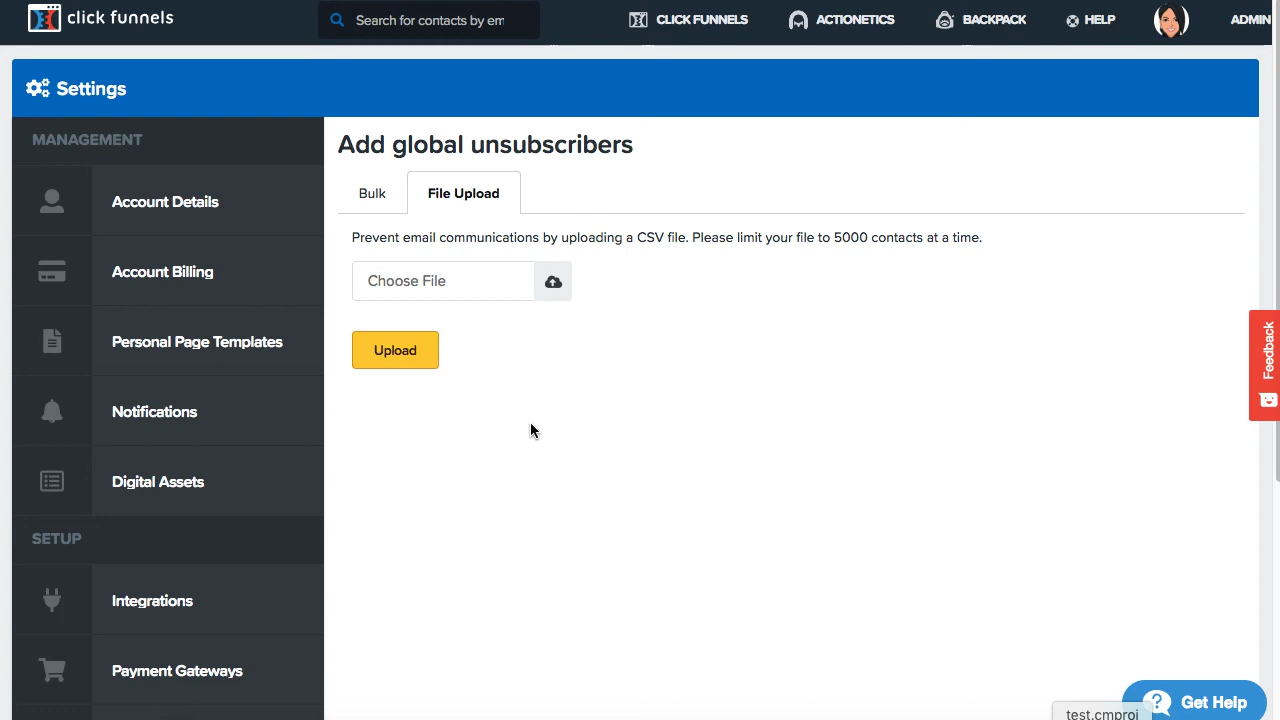 click funnels
Search for contacts by em
CLICK FUNNELS
ACTIONETICS
BACKPACK
HELP
ADMIN
Settings
MANAGEMENT
Account Details
Account Billing
Personal Page Templates
Notifications
Digital Assets
SETUP
Integrations
Payment Gateways
Add global unsubscribers
Bulk
File Upload
Prevent email communications by uploading a CSV file. Please limit your file to 5000 contacts at a time.
Choose File
Upload
Feedback
Get Help
test.cmproj